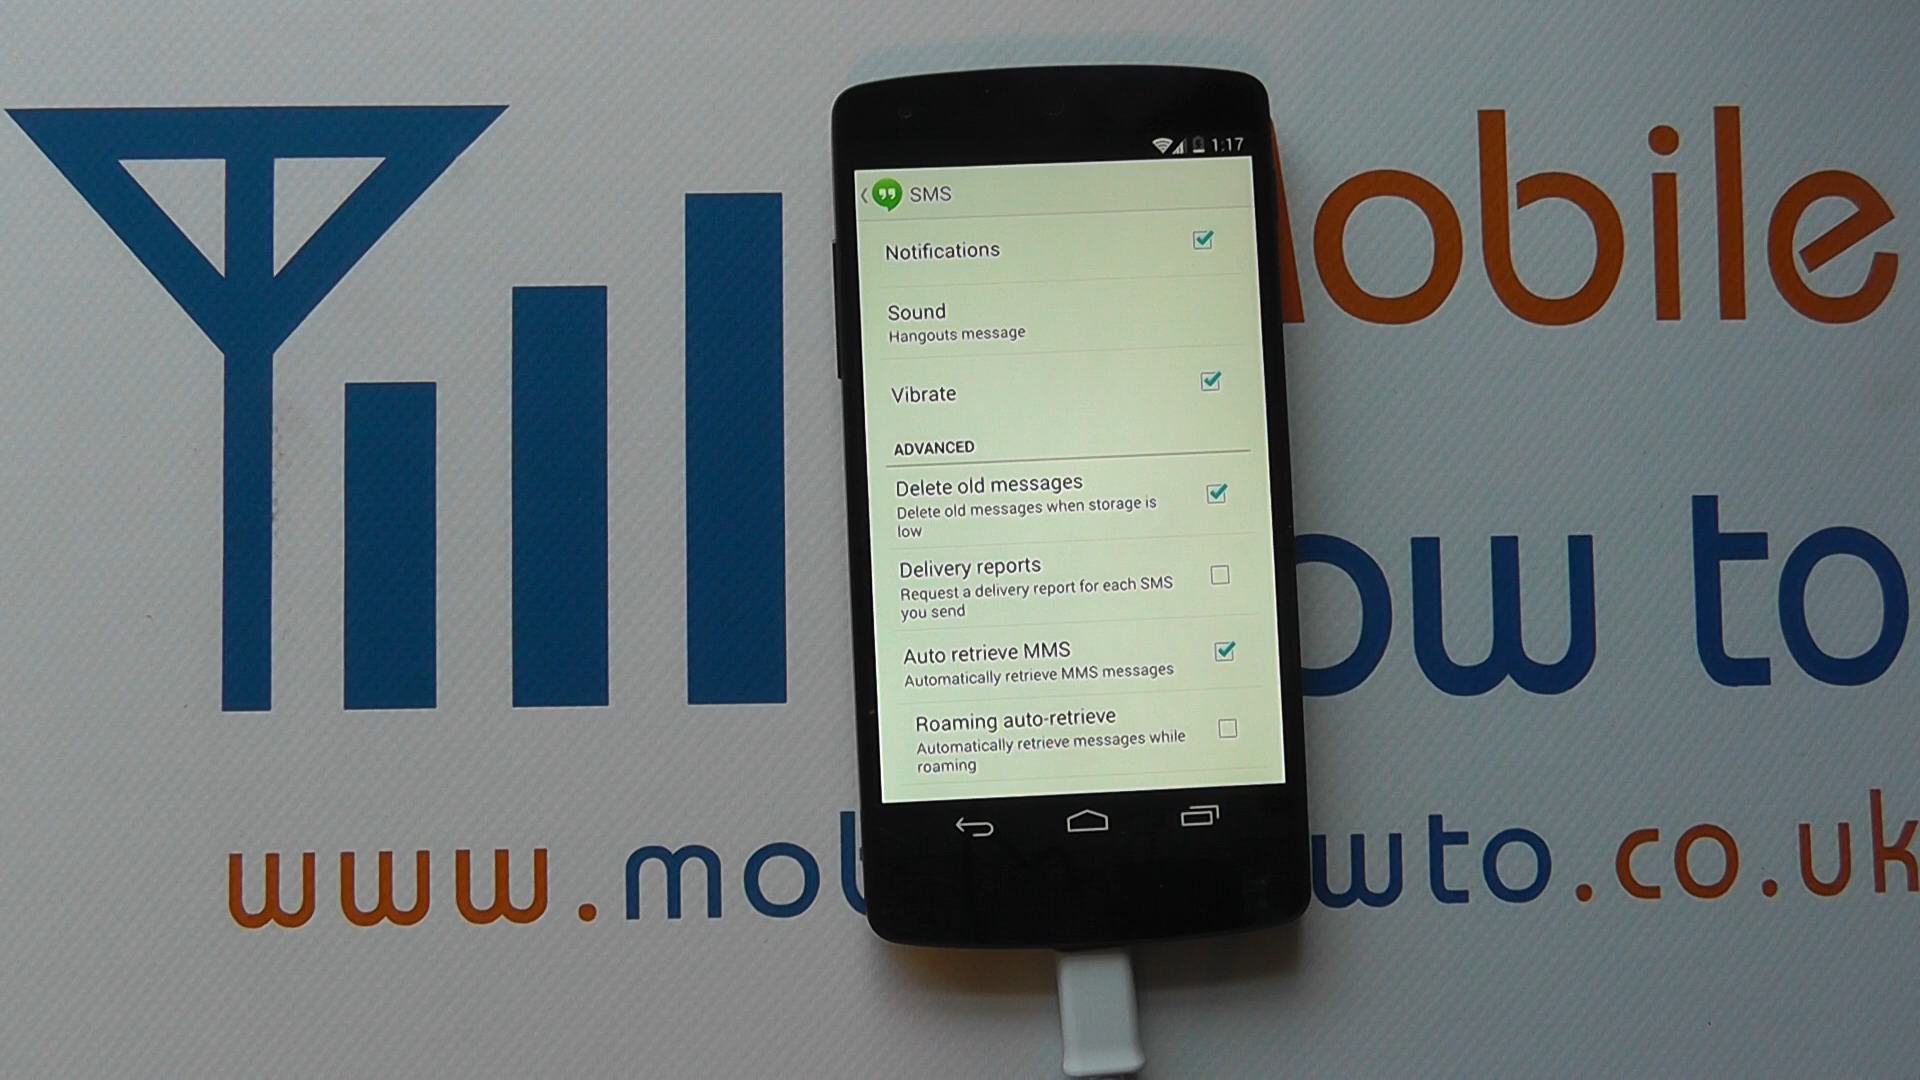 1:17
SMS
Notifications
Sound
Hangouts message
Vibrate
ADVANCED
Delete old messages
Delete old messages when storage is
low
Delivery reports
Request a delivery report for each SMS
you send
Auto retrieve MMS
Automatically retrieve MMS messages
Roaming auto-retrieve
Automatically retrieve messages while
roaming
Mobile
ow to
www.mob wto.co.uk